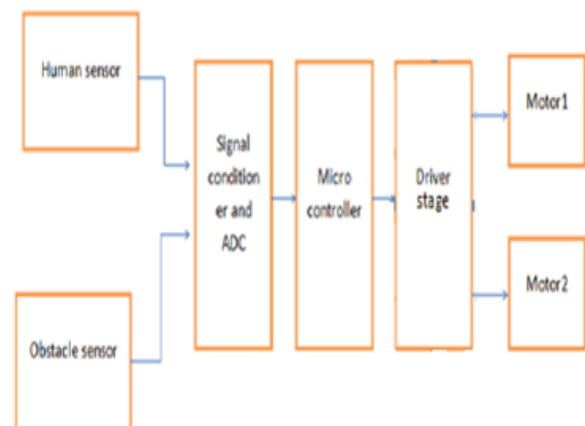 Human sensor
Obstacle sensor
Signal
condition
er and
ADC
Micro
controller
Driver
stage
Motor1
Motor2